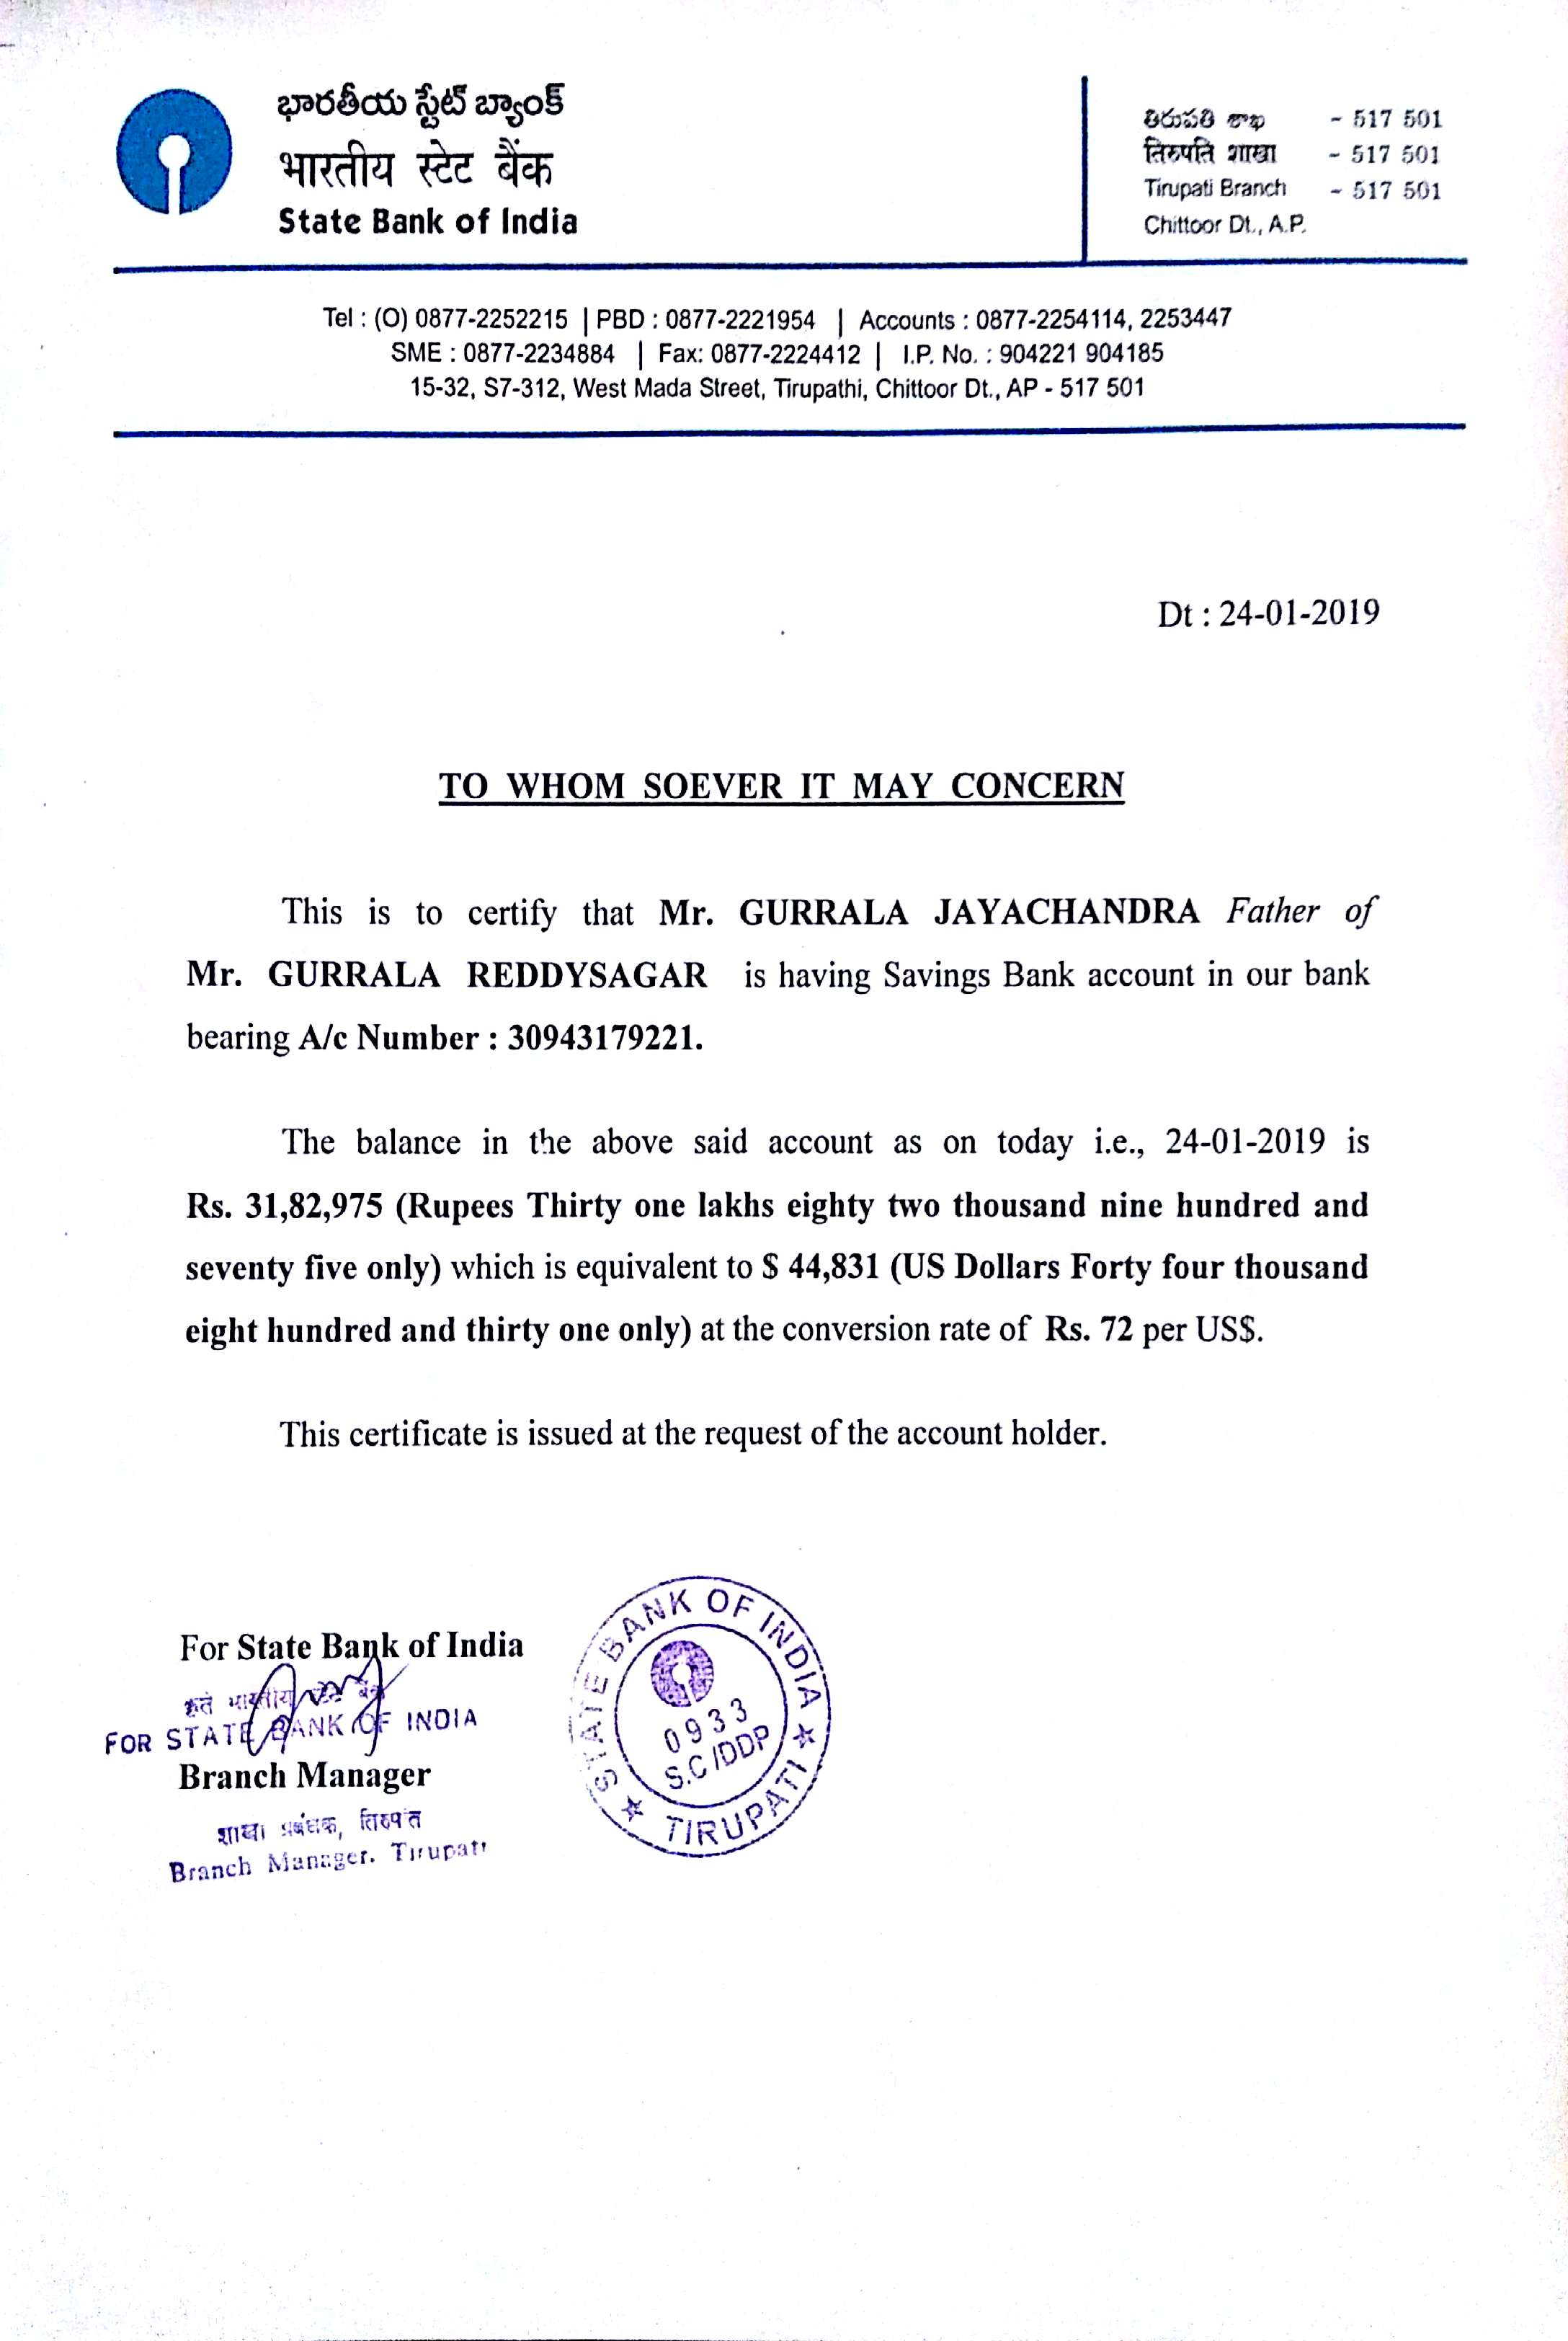 భారతీయ స్టేట్ బ్యాంక్
भारतीय स्टेट बैंक
State Bank of India
తిరుపతి శాఖ - 517 501
तिरुपति शाखा - 517 501
Tirupati Branch - 517 501
Chittoor Dt., A.P.
Tel : (O) 0877-2252215 | PBD : 0877-2221954 | Accounts : 0877-2254114, 2253447
SME : 0877-2234884 | Fax: 0877-2224412 | I.P. No. : 904221 904185
15-32, S7-312, West Mada Street, Tirupathi, Chittoor Dt., AP - 517 501
Dt : 24-01-2019
TO WHOM SOEVER IT MAY CONCERN
This is to certify that Mr. GURRALA JAYACHANDRA Father of
Mr. GURRALA REDDYSAGAR is having Savings Bank account in our bank
bearing A/c Number : 30943179221.
The balance in the above said account as on today i.e., 24-01-2019 is
Rs. 31,82,975 (Rupees Thirty one lakhs eighty two thousand nine hundred and
seventy five only) which is equivalent to $ 44,831 (US Dollars Forty four thousand
eight hundred and thirty one only) at the conversion rate of Rs. 72 per US$.
This certificate is issued at the request of the account holder.
For State Bank of India
कृते भारतीय स्टेट बैंक
FOR STATE BANK OF INDIA
Branch Manager
शाखा प्रबंधक, तिरुपति
Branch Manager. Tirupati
STATE BANK OF INDIA
0933
S.C/DDP
★ TIRUPATI ★